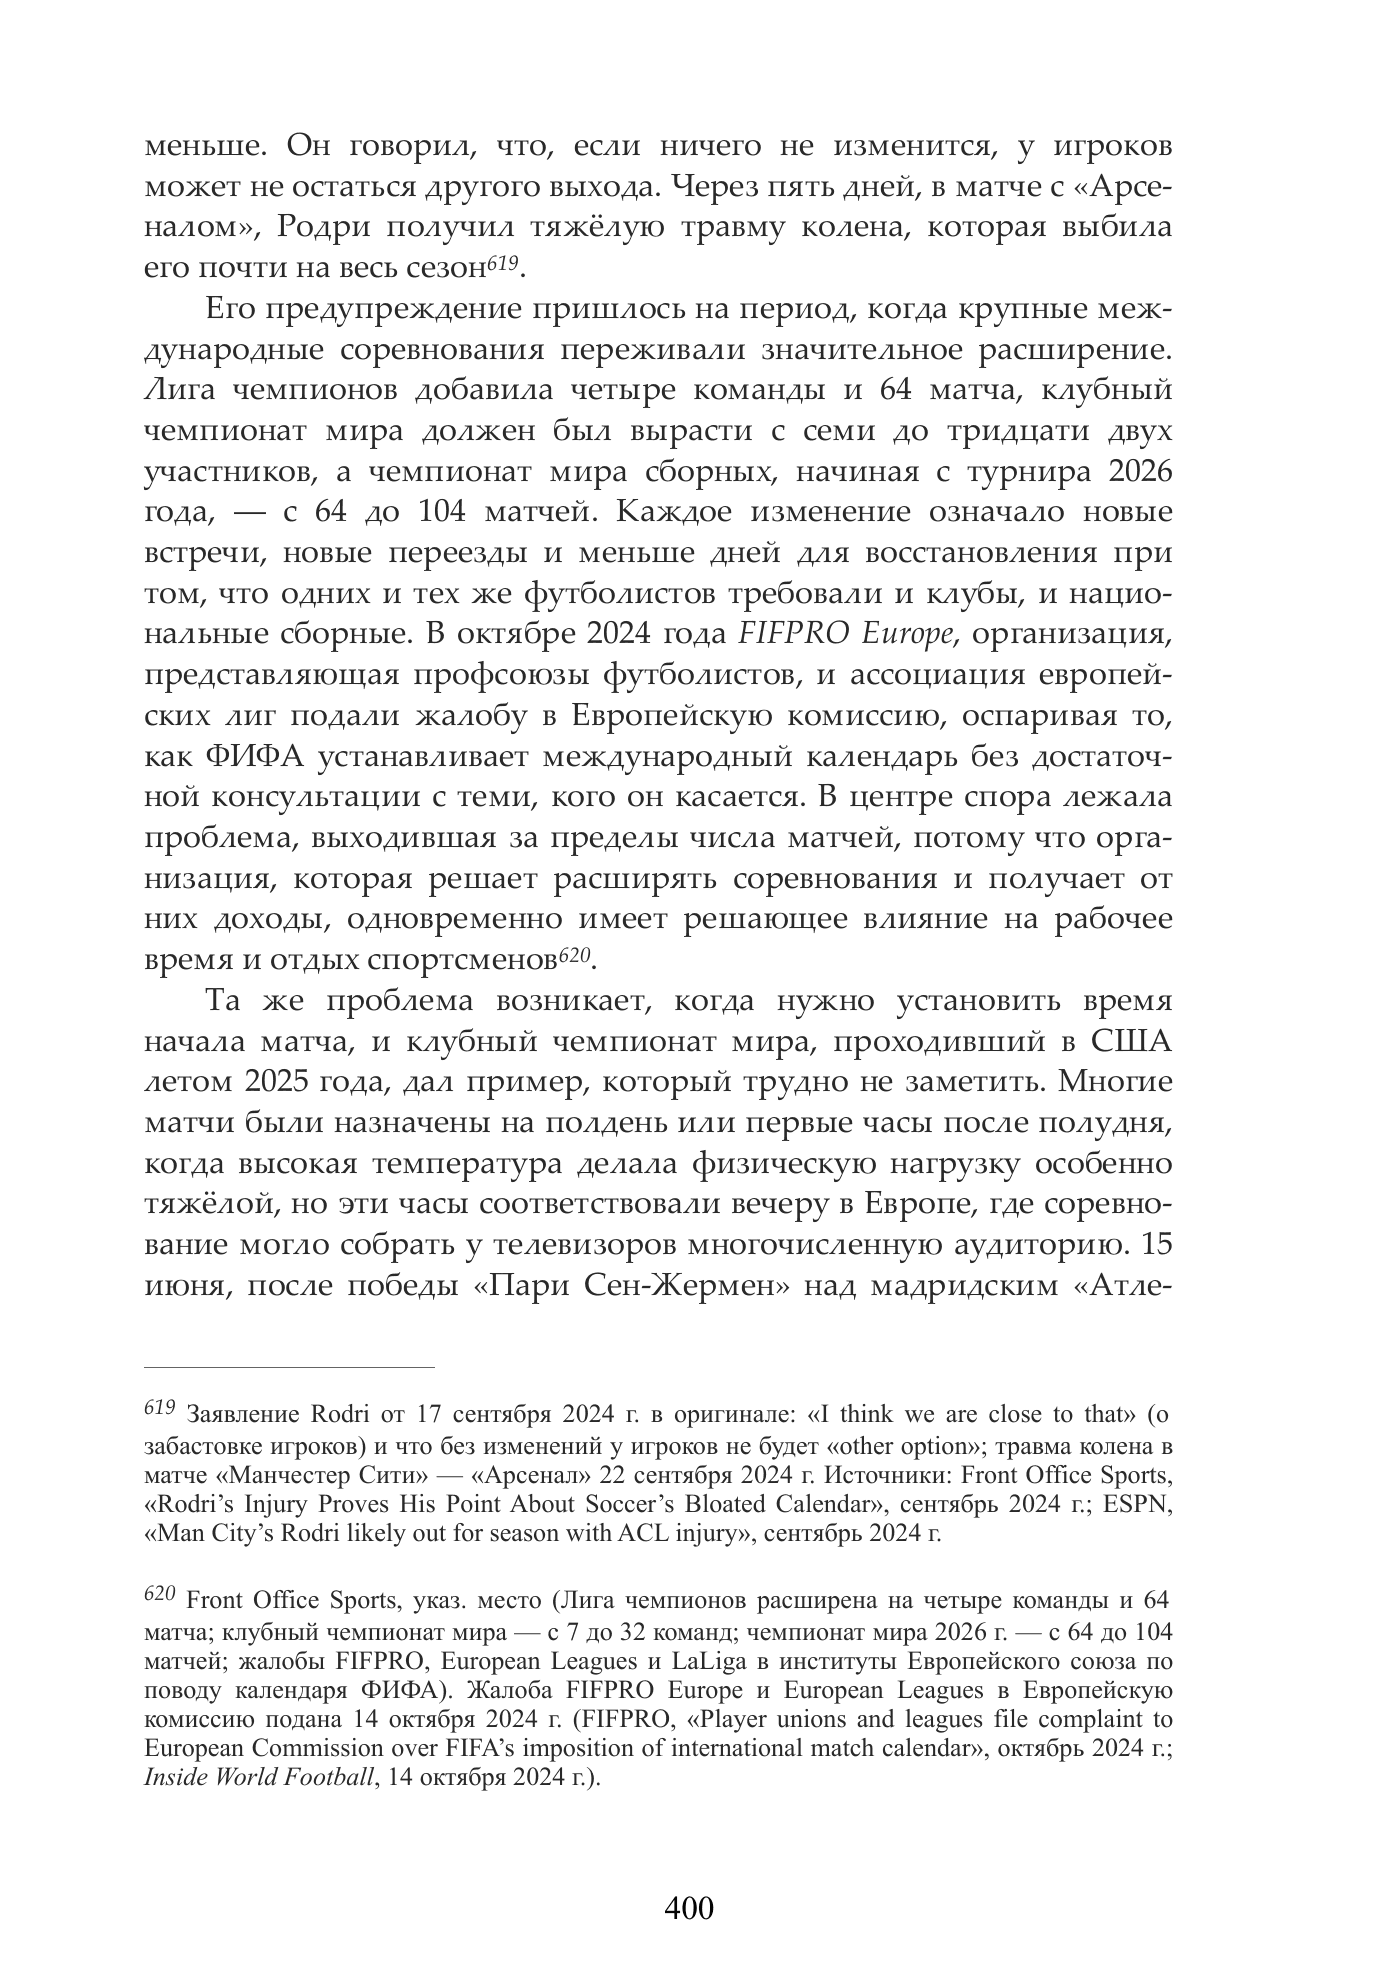 меньше. Он говорил, что, если ничего не изменится, у игроков
может не остаться другого выхода. Через пять дней, в матче с «Арсе-
налом», Родри получил тяжёлую травму колена, которая выбила
его почти на весь сезон619.
Его предупреждение пришлось на период, когда крупные меж-
дународные соревнования переживали значительное расширение.
Лига чемпионов добавила четыре команды и 64 матча, клубный
чемпионат мира должен был вырасти с семи до тридцати двух
участников, а чемпионат мира сборных, начиная с турнира 2026
года, — с 64 до 104 матчей. Каждое изменение означало новые
встречи, новые переезды и меньше дней для восстановления при
том, что одних и тех же футболистов требовали и клубы, и нацио-
нальные сборные. В октябре 2024 года FIFPRO Europe, организация,
представляющая профсоюзы футболистов, и ассоциация европей-
ских лиг подали жалобу в Европейскую комиссию, оспаривая то,
как ФИФА устанавливает международный календарь без достаточ-
ной консультации с теми, кого он касается. В центре спора лежала
проблема, выходившая за пределы числа матчей, потому что орга-
низация, которая решает расширять соревнования и получает от
них доходы, одновременно имеет решающее влияние на рабочее
время и отдых спортсменов620.
Та же проблема возникает, когда нужно установить время
начала матча, и клубный чемпионат мира, проходивший в США
летом 2025 года, дал пример, который трудно не заметить. Многие
матчи были назначены на полдень или первые часы после полудня,
когда высокая температура делала физическую нагрузку особенно
тяжёлой, но эти часы соответствовали вечеру в Европе, где соревно-
вание могло собрать у телевизоров многочисленную аудиторию. 15
июня, после победы «Пари Сен-Жермен» над мадридским «Атле-
619 Заявление Rodri от 17 сентября 2024 г. в оригинале: «I think we are close to that» (о
забастовке игроков) и что без изменений у игроков не будет «other option»; травма колена в
матче «Манчестер Сити» — «Арсенал» 22 сентября 2024 г. Источники: Front Office Sports,
«Rodri’s Injury Proves His Point About Soccer’s Bloated Calendar», сентябрь 2024 г.; ESPN,
«Man City’s Rodri likely out for season with ACL injury», сентябрь 2024 г.
620 Front Office Sports, указ. место (Лига чемпионов расширена на четыре команды и 64
матча; клубный чемпионат мира — с 7 до 32 команд; чемпионат мира 2026 г. — с 64 до 104
матчей; жалобы FIFPRO, European Leagues и LaLiga в институты Европейского союза по
поводу календаря ФИФА). Жалоба FIFPRO Europe и European Leagues в Европейскую
комиссию подана 14 октября 2024 г. (FIFPRO, «Player unions and leagues file complaint to
European Commission over FIFA’s imposition of international match calendar», октябрь 2024 г.;
Inside World Football, 14 октября 2024 г.).
400